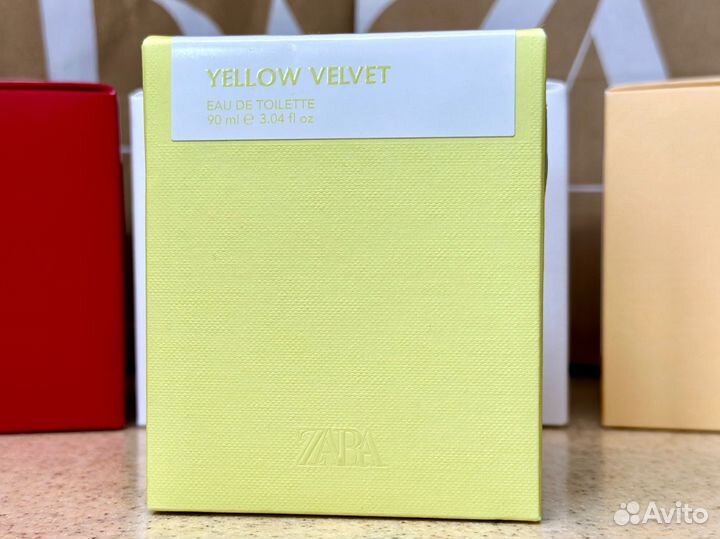 YELLOW VELVET
EAU DE TOILETTE
90 ml ℮ 3.04 fl oz
ZARA
Avito